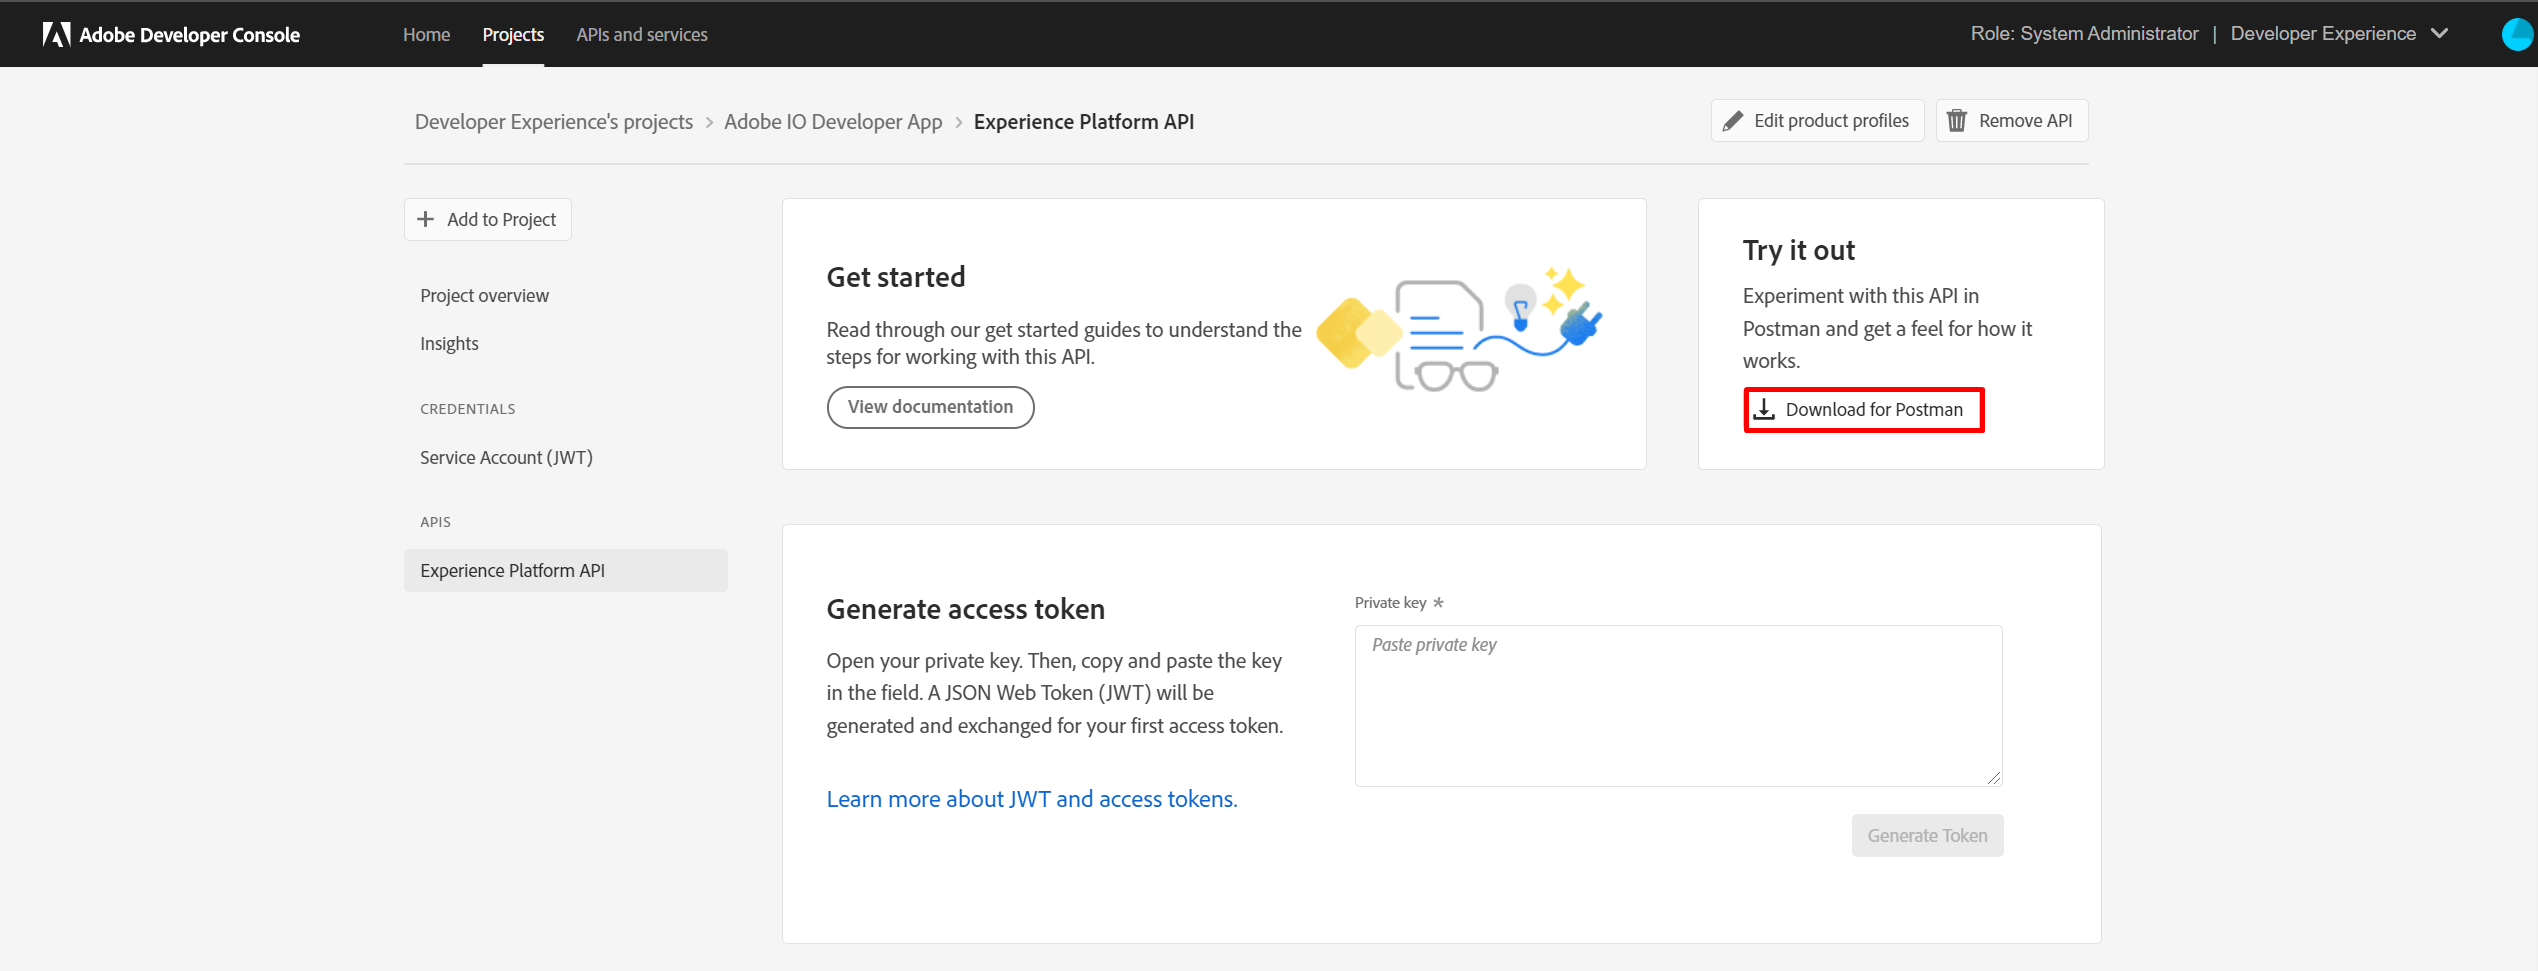 Adobe Developer Console
Home
Projects
APIs and services
Role: System Administrator | Developer Experience
Developer Experience's projects > Adobe IO Developer App > Experience Platform API
Edit product profiles
Remove API
Add to Project
Project overview
Insights
CREDENTIALS
Service Account (JWT)
APIS
Experience Platform API
Get started
Read through our get started guides to understand the
steps for working with this API.
View documentation
Try it out
Experiment with this API in
Postman and get a feel for how it
works.
Download for Postman
Generate access token
Open your private key. Then, copy and paste the key
in the field. A JSON Web Token (JWT) will be
generated and exchanged for your first access token.
Learn more about JWT and access tokens.
Private key *
Paste private key
Generate Token